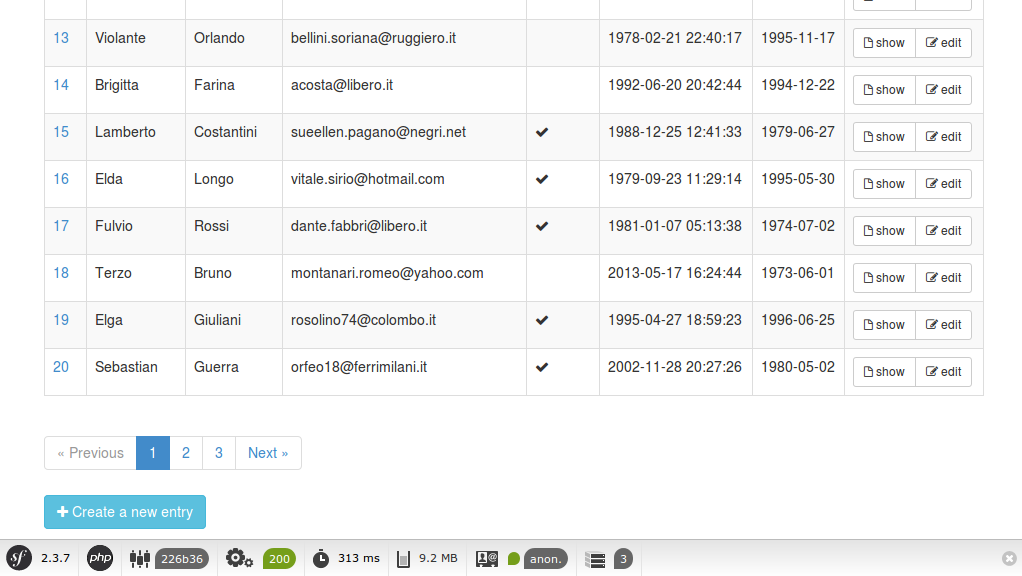 13 Violante Orlando bellini.soriana@ruggiero.it 1978-02-21 22:40:17 1995-11-17 show edit
14 Brigitta Farina acosta@libero.it 1992-06-20 20:42:44 1994-12-22 show edit
15 Lamberto Costantini sueellen.pagano@negri.net ✔ 1988-12-25 12:41:33 1979-06-27 show edit
16 Elda Longo vitale.sirio@hotmail.com ✔ 1979-09-23 11:29:14 1995-05-30 show edit
17 Fulvio Rossi dante.fabbri@libero.it ✔ 1981-01-07 05:13:38 1974-07-02 show edit
18 Terzo Bruno montanari.romeo@yahoo.com 2013-05-17 16:24:44 1973-06-01 show edit
19 Elga Giuliani rosolino74@colombo.it ✔ 1995-04-27 18:59:23 1996-06-25 show edit
20 Sebastian Guerra orfeo18@ferrimilani.it ✔ 2002-11-28 20:27:26 1980-05-02 show edit
« Previous 1 2 3 Next »
+ Create a new entry
sf 2.3.7 php 226b36 200 313 ms 9.2 MB anon. 3